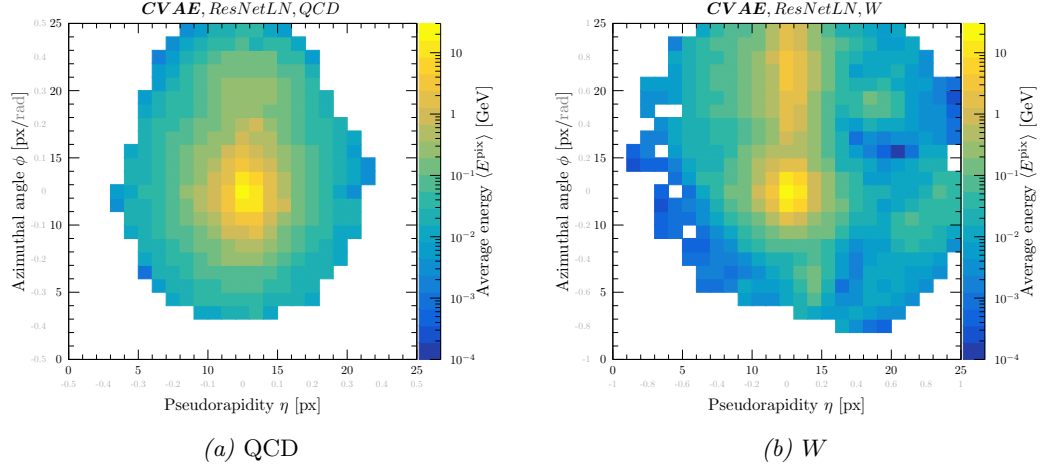 CVAE, ResNetLN, QCD
0.5 25
0.4
0.3 20
0.2
0.1 15
0
-0.1 10
-0.2
-0.3 5
-0.4
-0.5 0
0 5 10 15 20 25
-0.5 -0.4 -0.2 -0.1 0 0.1 0.2 0.4 0.5
Azimuthal angle ϕ [px/rad]
Pseudorapidity η [px]
10
1
10⁻¹
10⁻²
10⁻³
10⁻⁴
Average energy ⟨Eᵖⁱˣ⟩ [GeV]
(a) QCD
CVAE, ResNetLN, W
1 25
0.8
0.6 20
0.4
0.2 15
0
-0.2 10
-0.4
-0.6 5
-0.8
-1 0
0 5 10 15 20 25
-1 -0.8 -0.6 -0.4 -0.2 0 0.2 0.4 0.6 0.8 1
Azimuthal angle ϕ [px/rad]
Pseudorapidity η [px]
10
1
10⁻¹
10⁻²
10⁻³
10⁻⁴
Average energy ⟨Eᵖⁱˣ⟩ [GeV]
(b) W